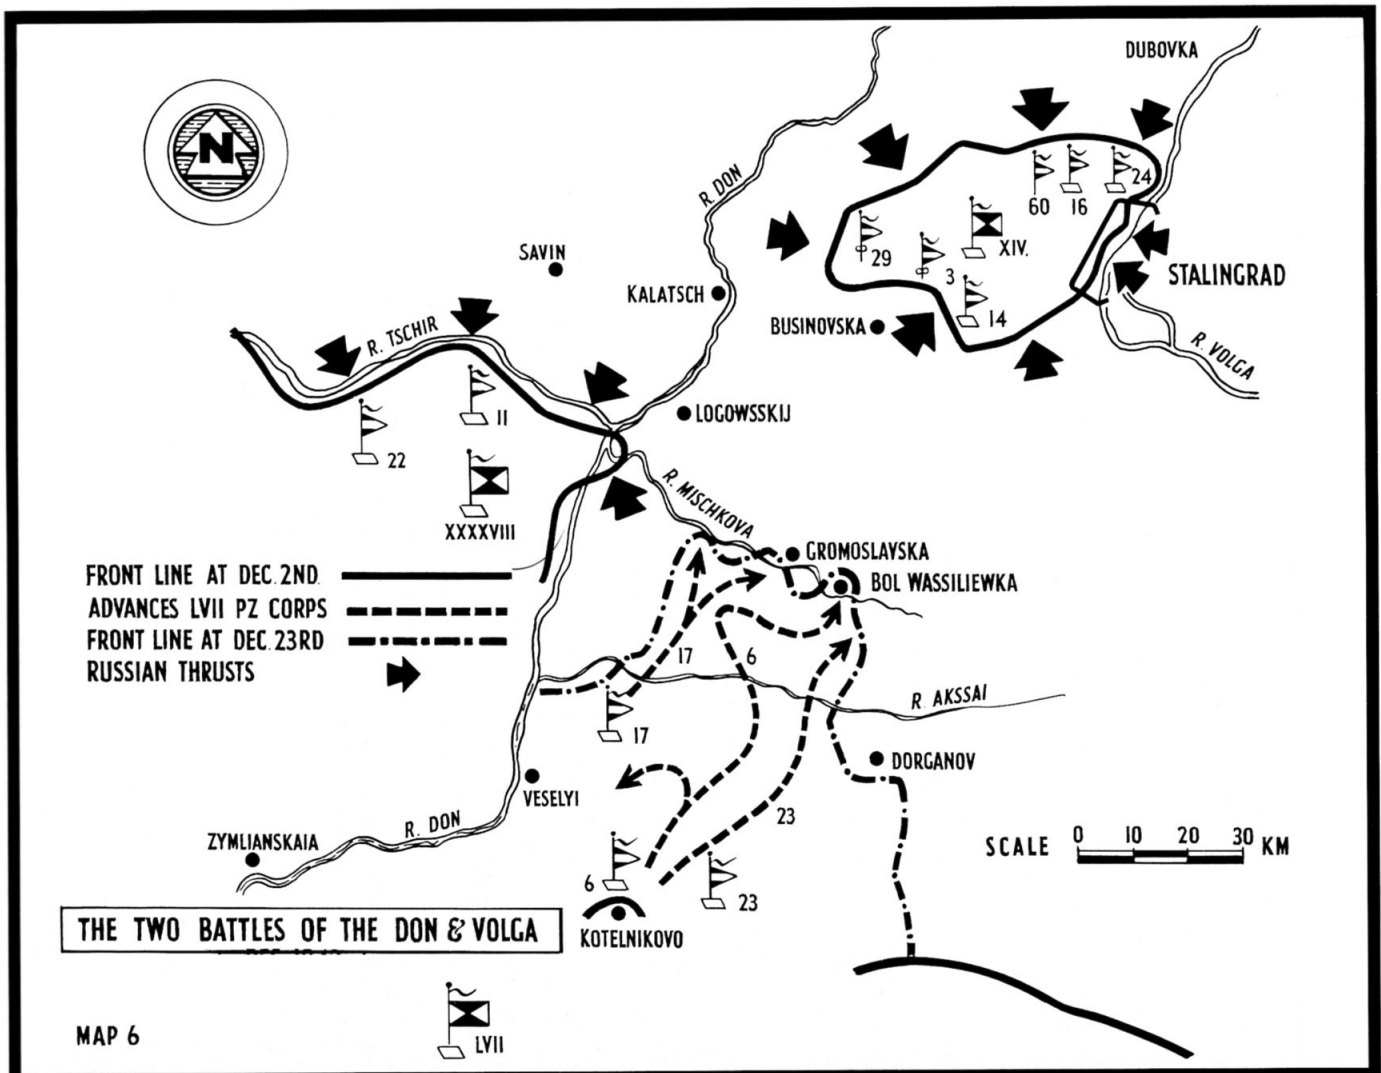 DUBOVKA
N
R. DON
60
16
24
SAVIN
29
3
XIV.
STALINGRAD
KALATSCH
14
BUSINOVSKA
R. TSCHIR
R. VOLGA
11
LOGOWSSKIJ
22
R. MISCHKOVA
XXXXVIII
GROMOSLAVSKA
BOL WASSILIEWKA
FRONT LINE AT DEC. 2ND.
ADVANCES LVII PZ CORPS
FRONT LINE AT DEC. 23RD
RUSSIAN THRUSTS
17
6
R. AKSSAI
17
DORGANOV
VESELYI
23
R. DON
ZYMLIANSKAIA
SCALE 0 10 20 30 KM
6
23
THE TWO BATTLES OF THE DON & VOLGA
KOTELNIKOVO
MAP 6
LVII